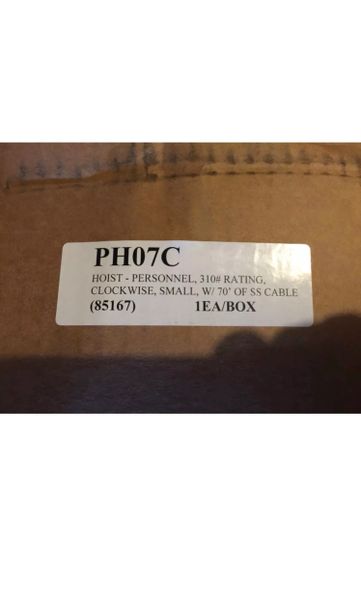 PH07C
HOIST - PERSONNEL, 310# RATING,
CLOCKWISE, SMALL, W/ 70' OF SS CABLE
(85167) 1EA/BOX